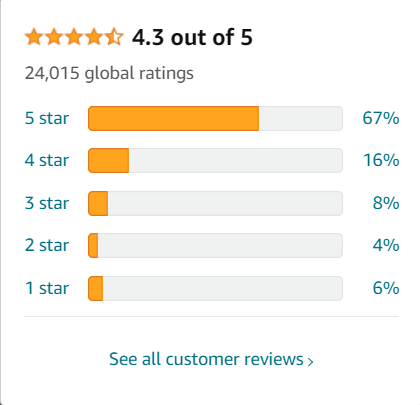 4.3 out of 5
24,015 global ratings
5 star 67%
4 star 16%
3 star 8%
2 star 4%
1 star 6%
See all customer reviews ›